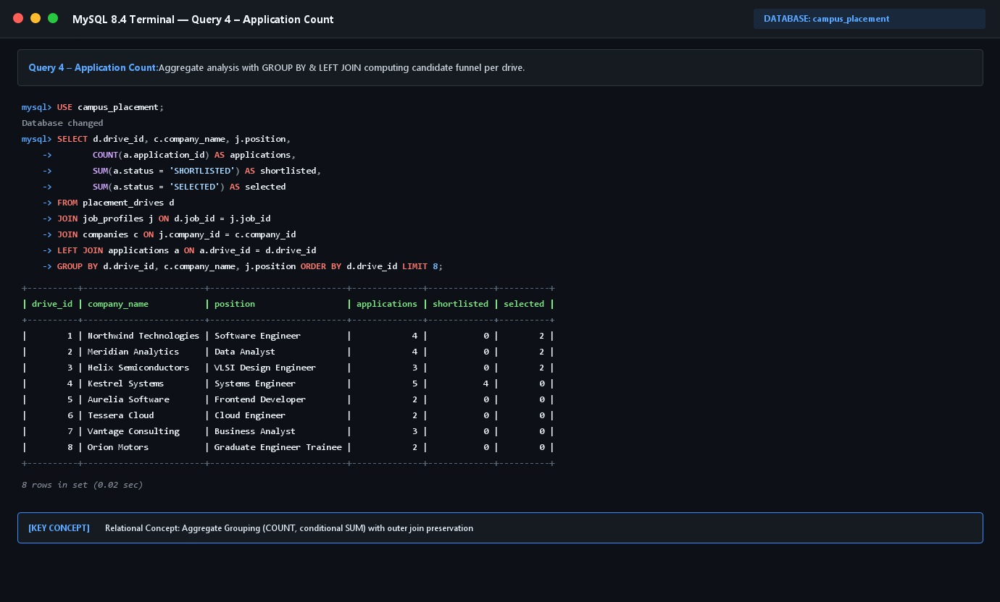 MySQL 8.4 Terminal — Query 4 – Application Count
DATABASE: campus_placement
Query 4 – Application Count:Aggregate analysis with GROUP BY & LEFT JOIN computing candidate funnel per drive.
mysql> USE campus_placement;
Database changed
mysql> SELECT d.drive_id, c.company_name, j.position,
    ->        COUNT(a.application_id) AS applications,
    ->        SUM(a.status = 'SHORTLISTED') AS shortlisted,
    ->        SUM(a.status = 'SELECTED') AS selected
    -> FROM placement_drives d
    -> JOIN job_profiles j ON d.job_id = j.job_id
    -> JOIN companies c ON j.company_id = c.company_id
    -> LEFT JOIN applications a ON a.drive_id = d.drive_id
    -> GROUP BY d.drive_id, c.company_name, j.position ORDER BY d.drive_id LIMIT 8;
+----------+------------------------+---------------------------+--------------+-------------+----------+
| drive_id | company_name           | position                  | applications | shortlisted | selected |
+----------+------------------------+---------------------------+--------------+-------------+----------+
|        1 | Northwind Technologies | Software Engineer         |            4 |           0 |        2 |
|        2 | Meridian Analytics     | Data Analyst              |            4 |           0 |        2 |
|        3 | Helix Semiconductors   | VLSI Design Engineer      |            3 |           0 |        2 |
|        4 | Kestrel Systems        | Systems Engineer          |            5 |           4 |        0 |
|        5 | Aurelia Software       | Frontend Developer        |            2 |           0 |        0 |
|        6 | Tessera Cloud          | Cloud Engineer            |            2 |           0 |        0 |
|        7 | Vantage Consulting     | Business Analyst          |            3 |           0 |        0 |
|        8 | Orion Motors           | Graduate Engineer Trainee |            2 |           0 |        0 |
+----------+------------------------+---------------------------+--------------+-------------+----------+
8 rows in set (0.02 sec)
[KEY CONCEPT] Relational Concept: Aggregate Grouping (COUNT, conditional SUM) with outer join preservation